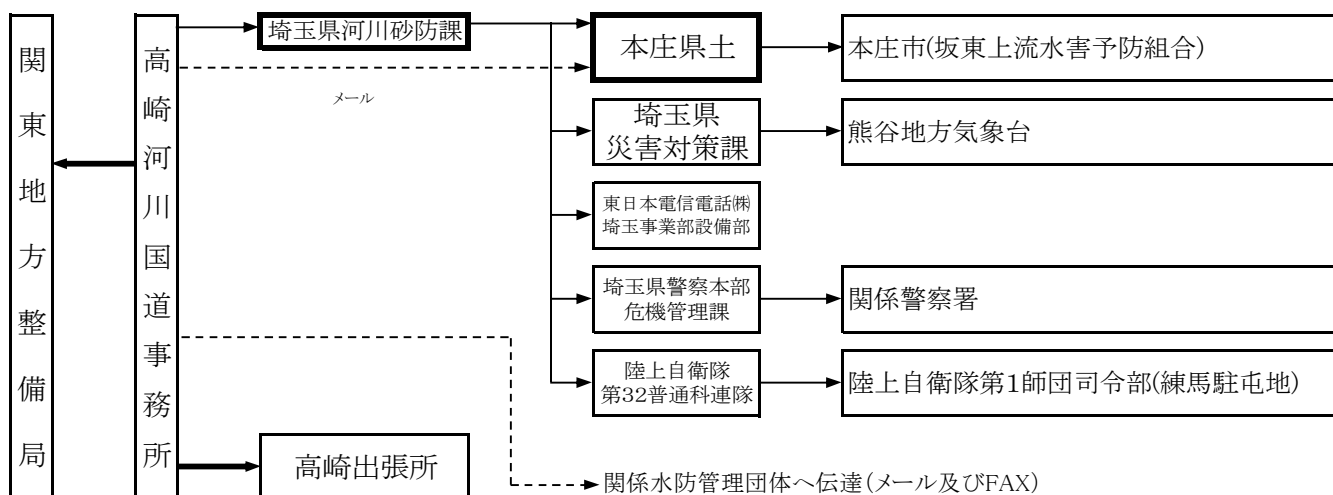 関東地方整備局
高崎河川国道事務所
埼玉県河川砂防課
メール
本庄県土
本庄市(坂東上流水害予防組合)
埼玉県
災害対策課
熊谷地方気象台
東日本電信電話㈱
埼玉事業部設備部
埼玉県警察本部
危機管理課
関係警察署
陸上自衛隊
第32普通科連隊
陸上自衛隊第1師団司令部(練馬駐屯地)
高崎出張所
関係水防管理団体へ伝達(メール及びFAX)